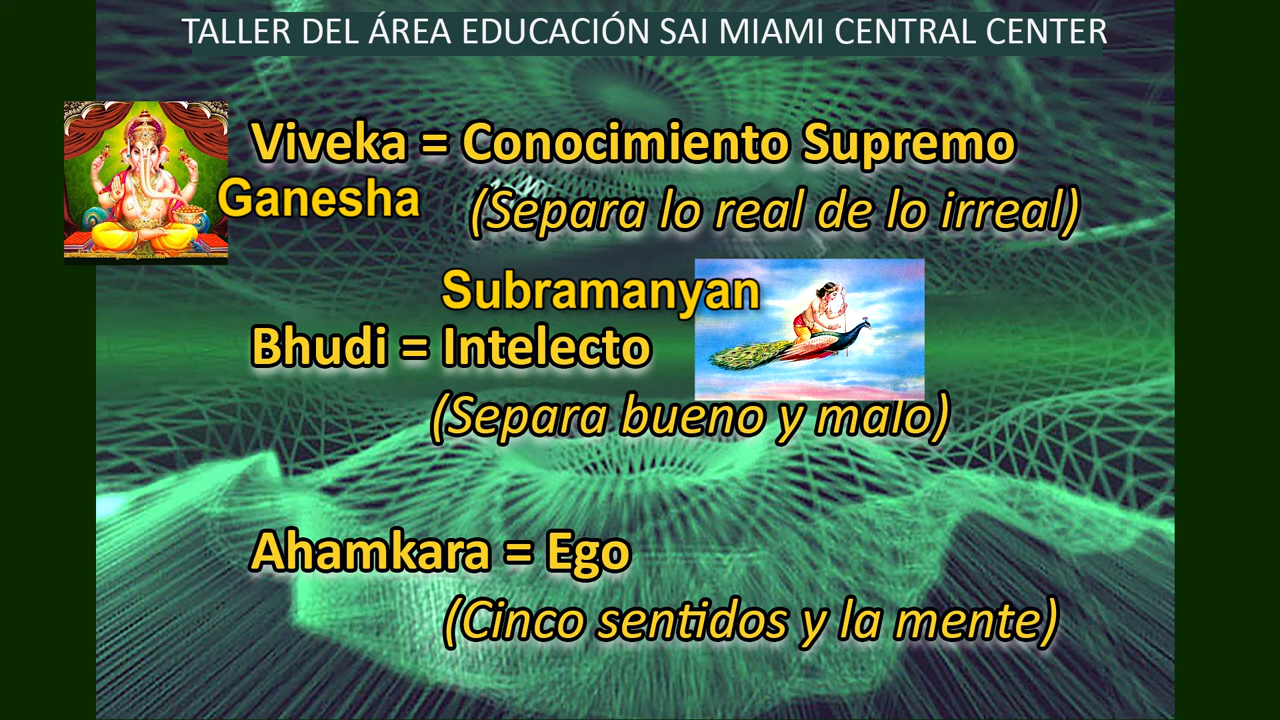 TALLER DEL ÁREA EDUCACIÓN SAI MIAMI CENTRAL CENTER
Viveka = Conocimiento Supremo
Ganesha
(Separa lo real de lo irreal)
Subramanyan
Bhudi = Intelecto
(Separa bueno y malo)
Ahamkara = Ego
(Cinco sentidos y la mente)